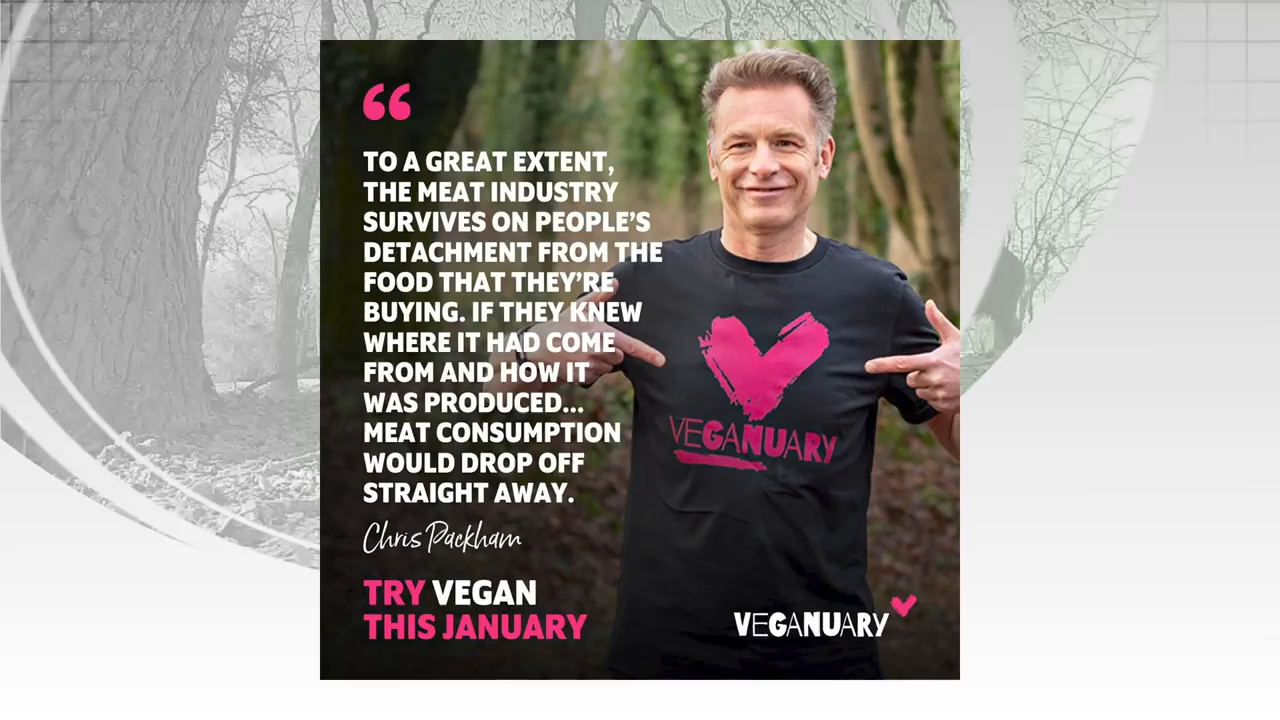 “
TO A GREAT EXTENT,
THE MEAT INDUSTRY
SURVIVES ON PEOPLE’S
DETACHMENT FROM THE
FOOD THAT THEY’RE
BUYING. IF THEY KNEW
WHERE IT HAD COME
FROM AND HOW IT
WAS PRODUCED...
MEAT CONSUMPTION
WOULD DROP OFF
STRAIGHT AWAY.
Chris Packham
TRY VEGAN
THIS JANUARY
VEGANUARY
VEGANUARY